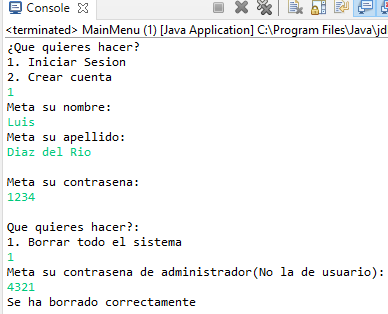 Console
<terminated> MainMenu (1) [Java Application] C:\Program Files\Java\jd
¿Que quieres hacer?
1. Iniciar Sesion
2. Crear cuenta
1
Meta su nombre:
Luis
Meta su apellido:
Diaz del Rio
Meta su contrasena:
1234
Que quieres hacer?:
1. Borrar todo el sistema
1
Meta su contrasena de administrador(No la de usuario):
4321
Se ha borrado correctamente